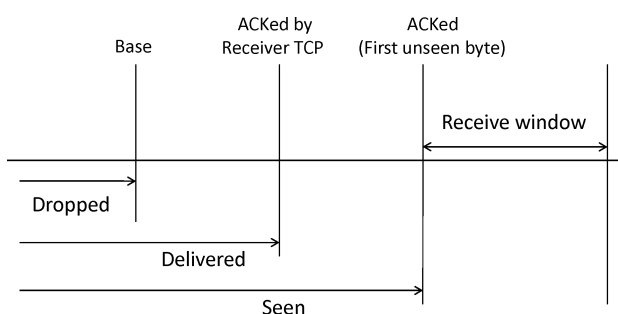 Base
ACKed by
Receiver TCP
ACKed
(First unseen byte)
Receive window
Dropped
Delivered
Seen